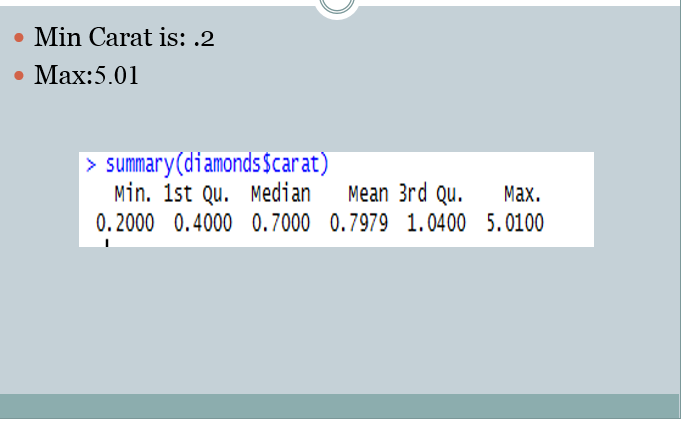 • Min Carat is: .2
• Max:5.01
> summary(diamonds$carat)
Min. 1st Qu. Median Mean 3rd Qu. Max.
0.2000 0.4000 0.7000 0.7979 1.0400 5.0100